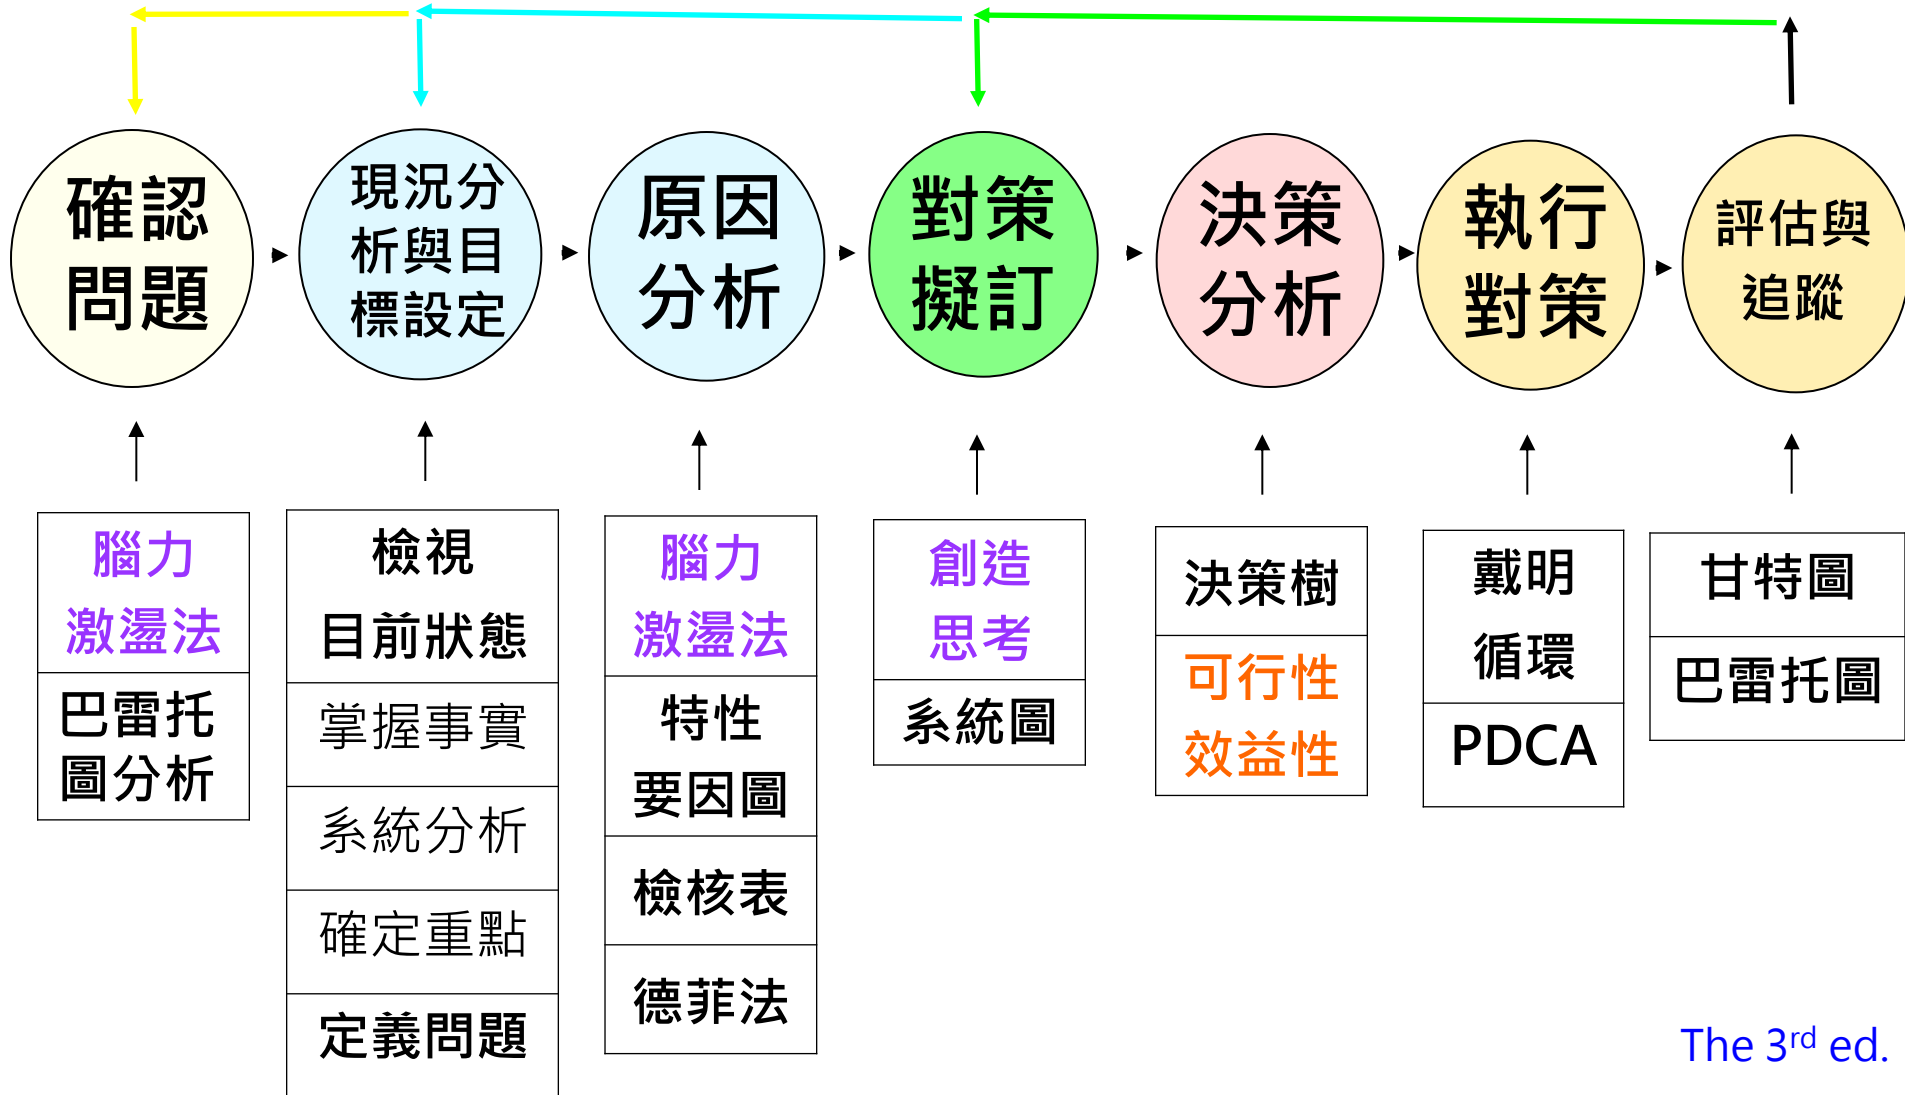 確認
問題
現況分
析與目
標設定
原因
分析
對策
擬訂
決策
分析
執行
對策
評估與
追蹤
腦力
激盪法
巴雷托
圖分析
檢視
目前狀態
掌握事實
系統分析
確定重點
定義問題
腦力
激盪法
特性
要因圖
檢核表
德菲法
創造
思考
系統圖
決策樹
可行性
效益性
戴明
循環
PDCA
甘特圖
巴雷托圖
The 3rd ed.